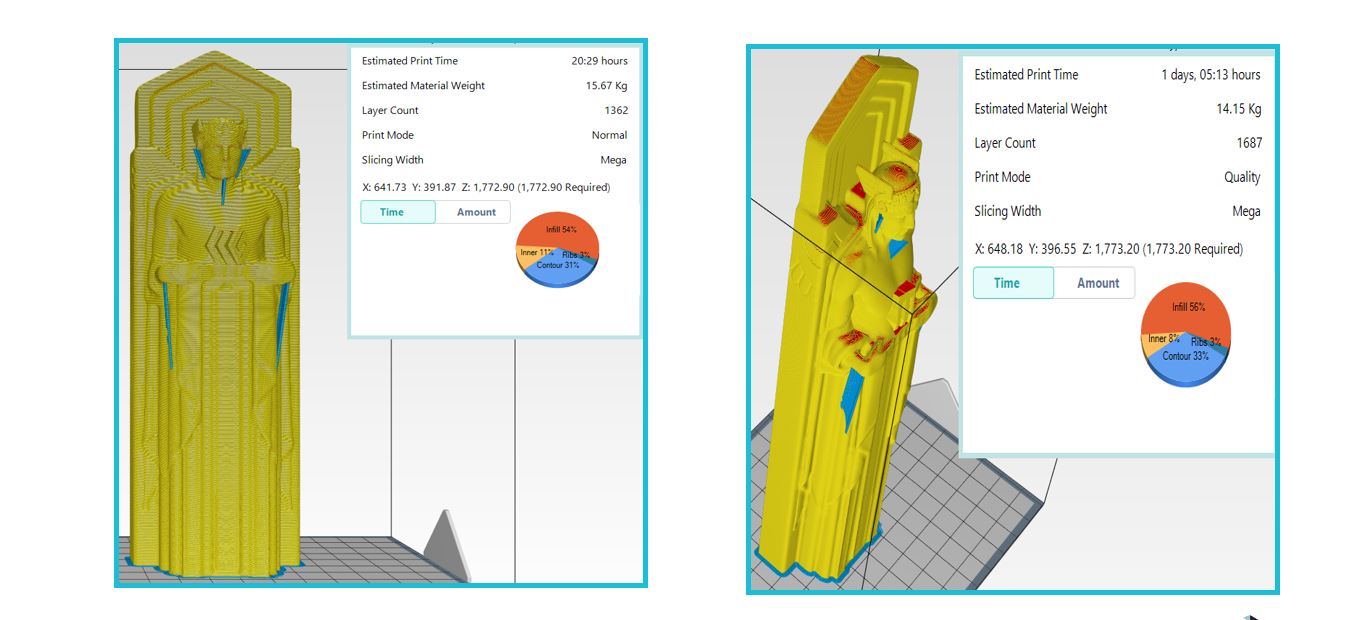 Estimated Print Time 20:29 hours
Estimated Material Weight 15.67 Kg
Layer Count 1362
Print Mode Normal
Slicing Width Mega
X: 641.73 Y: 391.87 Z: 1,772.90 (1,772.90 Required)
Time Amount
Infill 54%
Inner 11% Ribs 3%
Contour 31%
Estimated Print Time 1 days, 05:13 hours
Estimated Material Weight 14.15 Kg
Layer Count 1687
Print Mode Quality
Slicing Width Mega
X: 648.18 Y: 396.55 Z: 1,773.20 (1,773.20 Required)
Time Amount
Infill 56%
Inner 8% Ribs 3%
Contour 33%